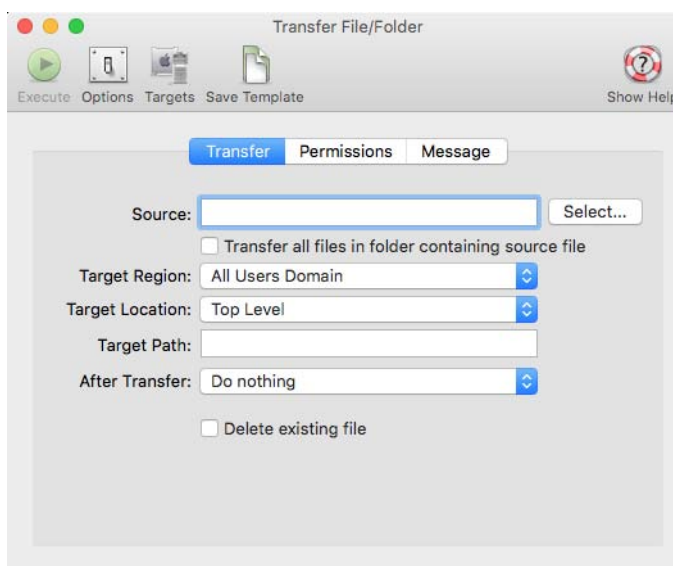 Transfer File/Folder
Execute Options Targets Save Template Show Help
Transfer Permissions Message
Source: Select...
Transfer all files in folder containing source file
Target Region: All Users Domain
Target Location: Top Level
Target Path:
After Transfer: Do nothing
Delete existing file